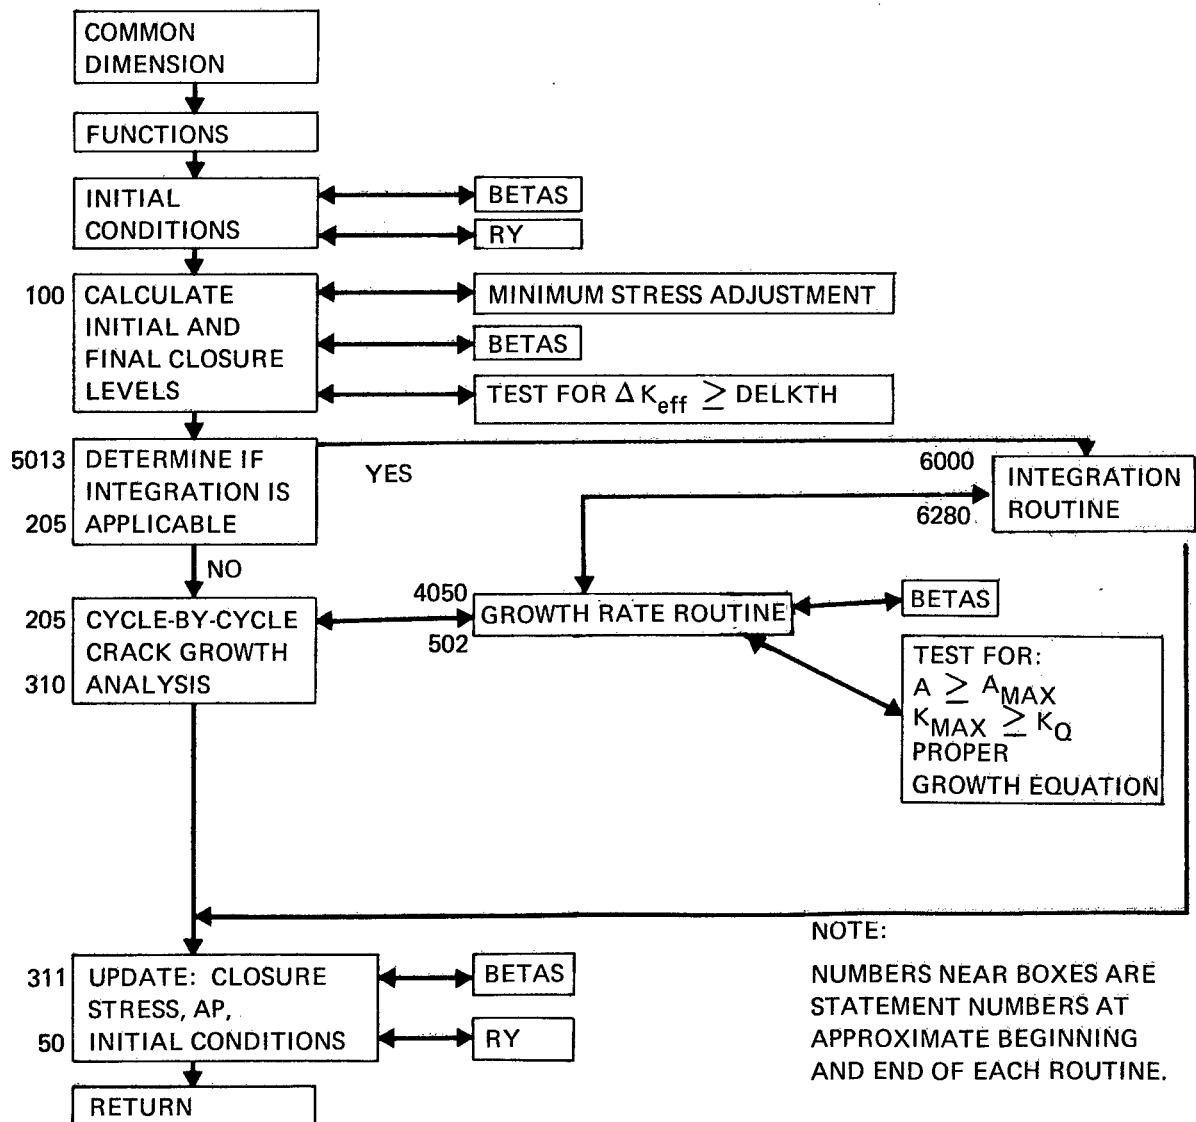 COMMON
DIMENSION
FUNCTIONS
INITIAL
CONDITIONS
BETAS
RY
100
CALCULATE
INITIAL AND
FINAL CLOSURE
LEVELS
MINIMUM STRESS ADJUSTMENT
BETAS
TEST FOR Δ K_eff ≥ DELKTH
5013
DETERMINE IF
INTEGRATION IS
205 APPLICABLE
YES
6000
6280
INTEGRATION
ROUTINE
NO
205 CYCLE-BY-CYCLE
CRACK GROWTH
310 ANALYSIS
4050
GROWTH RATE ROUTINE
502
BETAS
TEST FOR:
A ≥ A_MAX
K_MAX ≥ K_Q
PROPER
GROWTH EQUATION
311 UPDATE: CLOSURE
STRESS, AP,
50 INITIAL CONDITIONS
BETAS
RY
RETURN
NOTE:
NUMBERS NEAR BOXES ARE
STATEMENT NUMBERS AT
APPROXIMATE BEGINNING
AND END OF EACH ROUTINE.